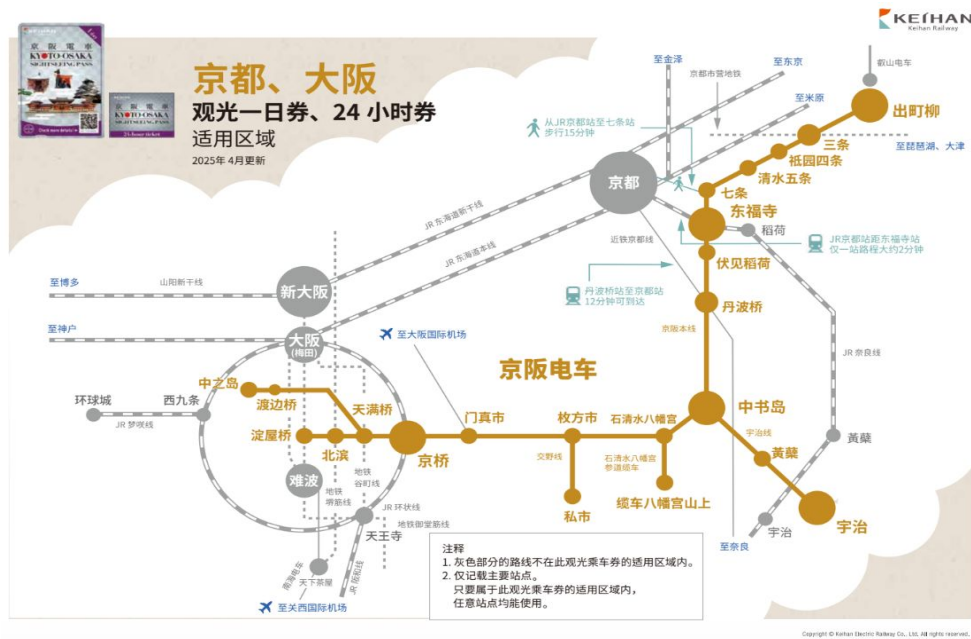 KEIHAN
Keihan Railway
京阪電車
KYOTO-OSAKA
SIGHTSEEING PASS
1 day
京阪電車
KYOTO-OSAKA
SIGHTSEEING PASS
24-hour ticket
京都、大阪
观光一日券、24 小时券
适用区域
2025年 4月更新
至金泽
至东京
京都市营地铁
至米原
叡山电车
出町柳
三条
至琵琶湖、大津
祗园四条
清水五条
七条
从JR京都站至七条站
步行15分钟
京都
东福寺
稻荷
JR京都站距东福寺站
仅一站路程大约2分钟
JR 东海道新干线
JR 东海道本线
近铁京都线
伏见稻荷
丹波桥站至京都站
12分钟可到达
丹波桥
至博多
山阳新干线
新大阪
至神户
大阪
(梅田)
至大阪国际机场
京阪本线
JR 奈良线
京阪电车
中之岛
渡边桥
天满桥
环球城
西九条
JR 梦咲线
淀屋桥
北滨
京桥
门真市
枚方市
石清水八幡宫
中书岛
宇治线
黄檗
黄檗
交野线
石清水八幡宫
参道缆车
私市
缆车八幡宫山上
宇治
宇治
难波
地铁
谷町线
地铁
堺筋线
JR 环状线
地铁御堂筋线
天王寺
南海电车
天下茶屋
JR 阪和线
至关西国际机场
至奈良
注释
1. 灰色部分的路线不在此观光乘车券的适用区域内。
2. 仅记载主要站点。
只要属于此观光乘车券的适用区域内，
任意站点均能使用。
Copyright © Keihan Electric Railway Co., Ltd. All rights reserved.